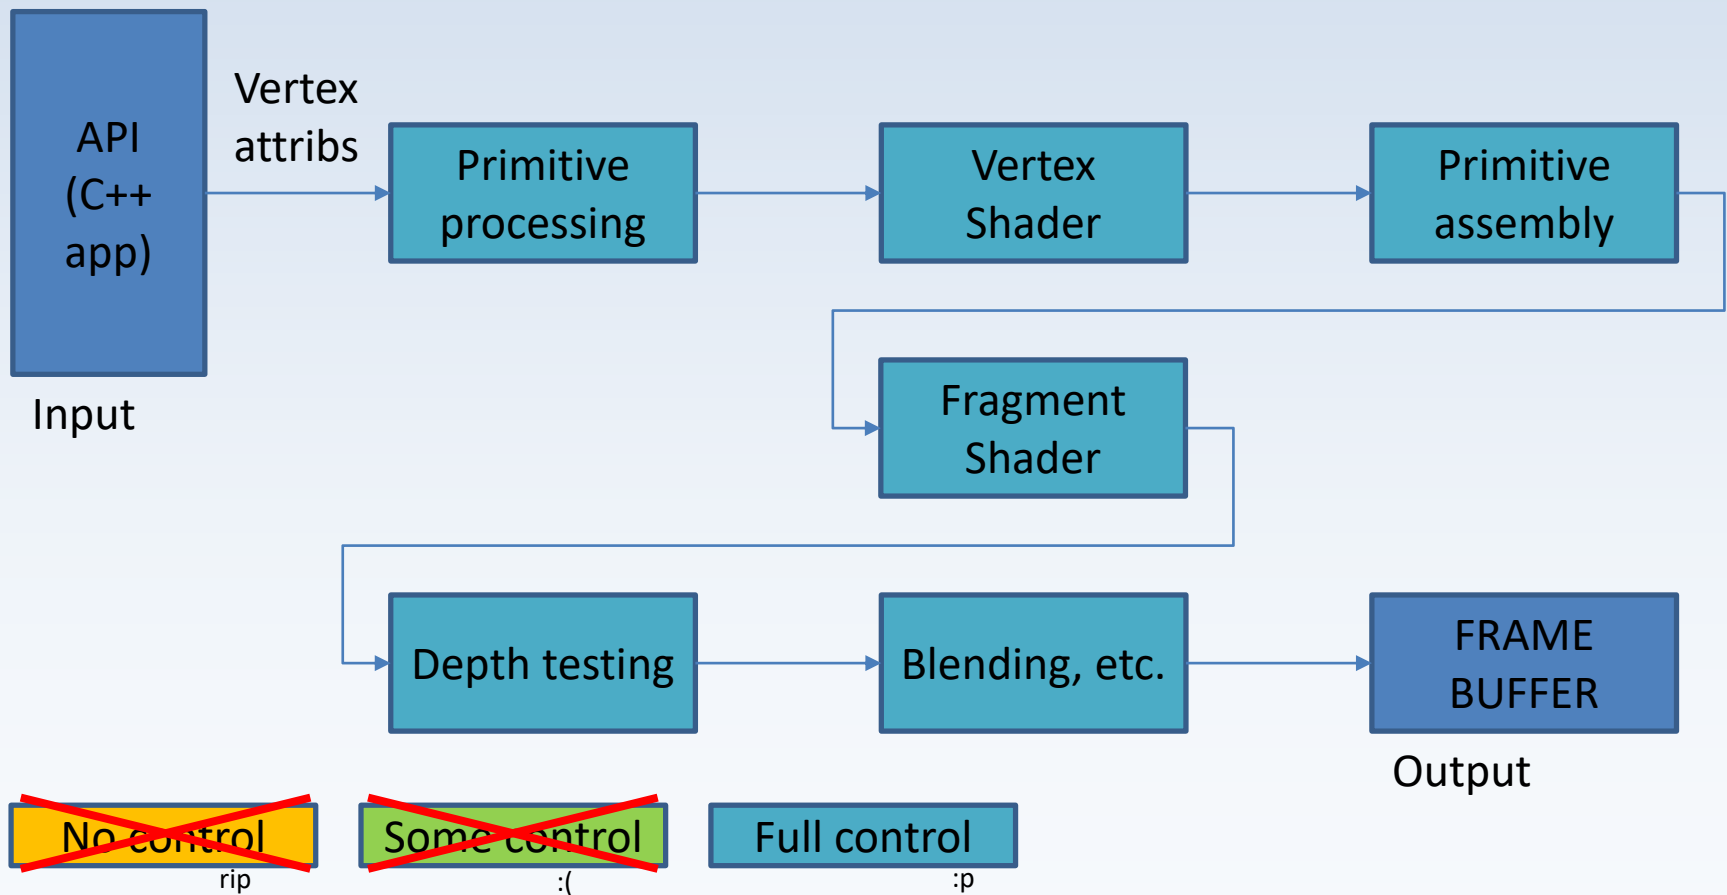 API
(C++
app)
Vertex
attribs
Primitive
processing
Vertex
Shader
Primitive
assembly
Input
Fragment
Shader
Depth testing
Blending, etc.
FRAME
BUFFER
Output
No control
rip
Some control
:(
Full control
:p